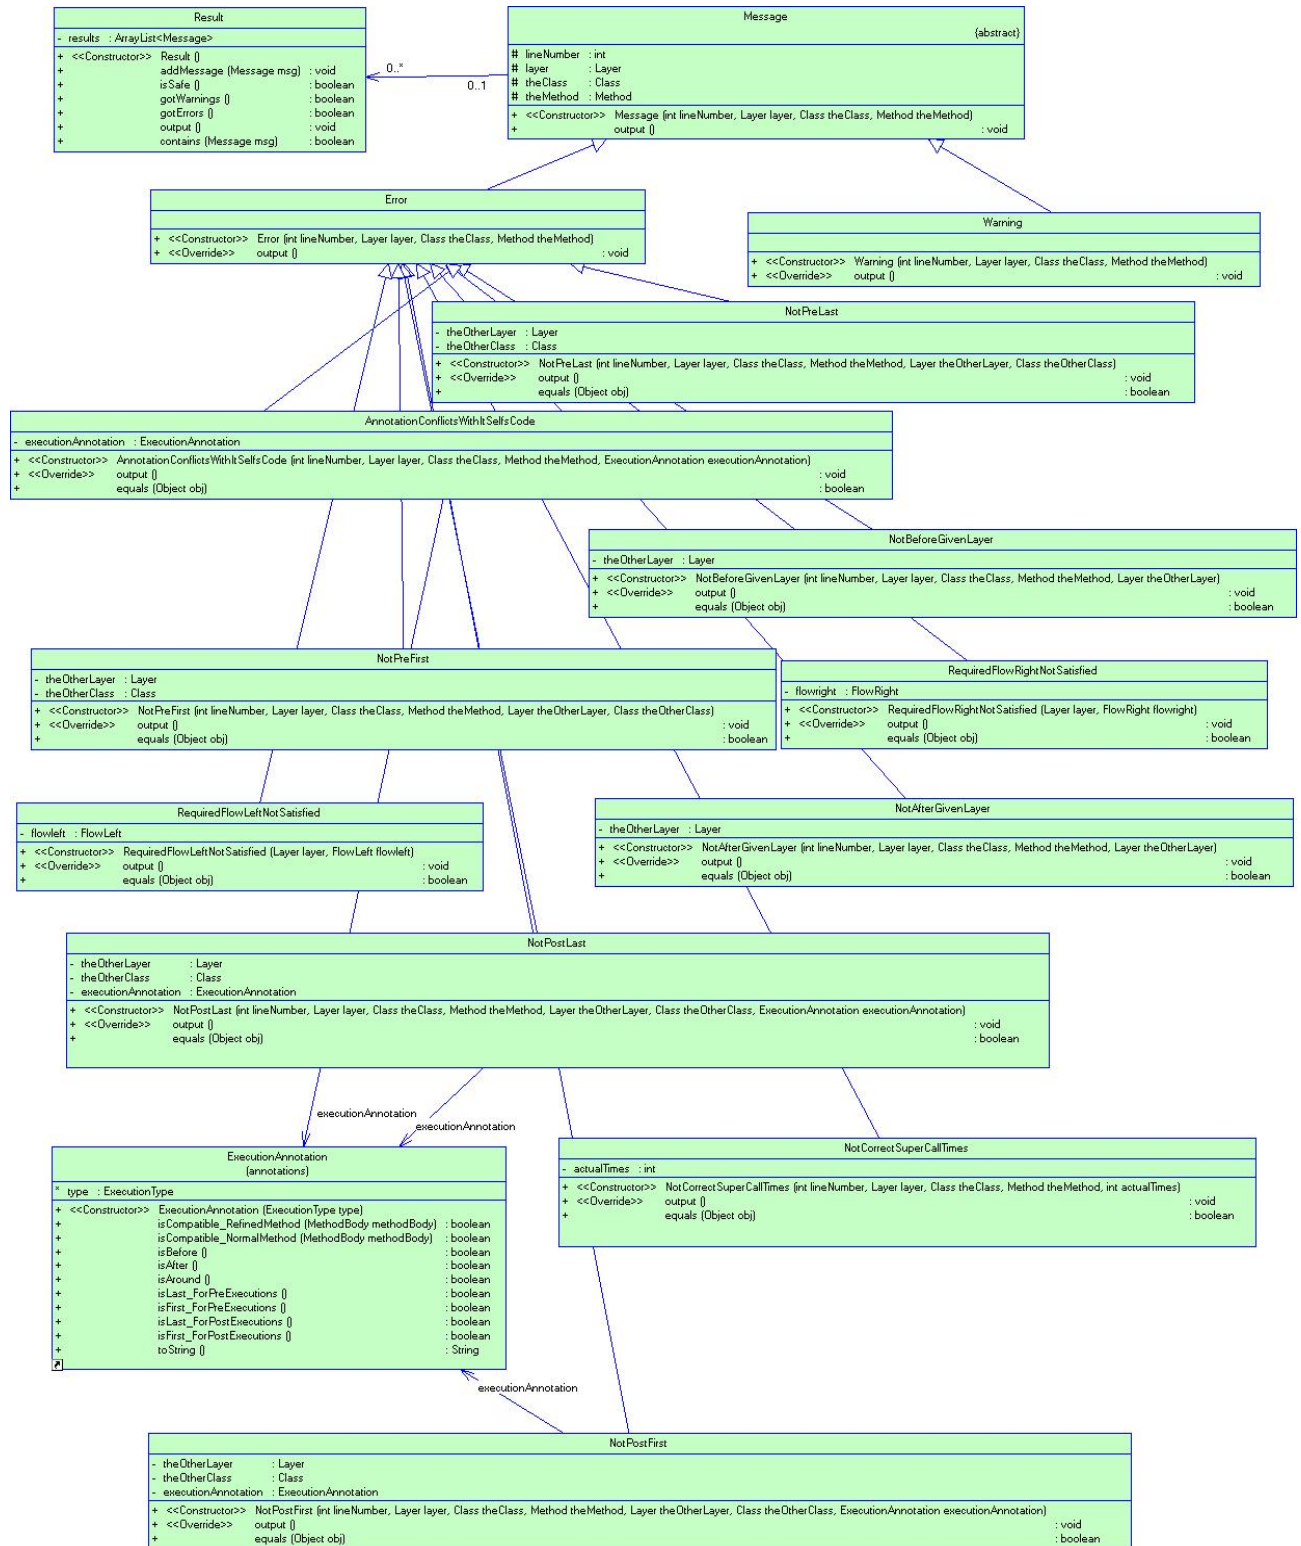 Result
- results : ArrayList<Message>
+ <<Constructor>> Result ()
+ addMessage (Message msg) : void
+ isSafe () : boolean
+ gotWarnings () : boolean
+ gotErrors () : boolean
+ output () : void
+ contains (Message msg) : boolean
0..*
0..1
Message
{abstract}
# lineNumber : int
# layer : Layer
# theClass : Class
# theMethod : Method
+ <<Constructor>> Message (int lineNumber, Layer layer, Class theClass, Method theMethod)
+ output () : void
Error
+ <<Constructor>> Error (int lineNumber, Layer layer, Class theClass, Method theMethod)
+ <<Override>> output () : void
Warning
+ <<Constructor>> Warning (int lineNumber, Layer layer, Class theClass, Method theMethod)
+ <<Override>> output () : void
NotPreLast
- theOtherLayer : Layer
- theOtherClass : Class
+ <<Constructor>> NotPreLast (int lineNumber, Layer layer, Class theClass, Method theMethod, Layer theOtherLayer, Class theOtherClass)
+ <<Override>> output () : void
+ equals (Object obj) : boolean
AnnotationConflictsWithItSelfsCode
- executionAnnotation : ExecutionAnnotation
+ <<Constructor>> AnnotationConflictsWithItSelfsCode (int lineNumber, Layer layer, Class theClass, Method theMethod, ExecutionAnnotation executionAnnotation)
+ <<Override>> output () : void
+ equals (Object obj) : boolean
NotBeforeGivenLayer
- theOtherLayer : Layer
+ <<Constructor>> NotBeforeGivenLayer (int lineNumber, Layer layer, Class theClass, Method theMethod, Layer theOtherLayer)
+ <<Override>> output () : void
+ equals (Object obj) : boolean
NotPreFirst
- theOtherLayer : Layer
- theOtherClass : Class
+ <<Constructor>> NotPreFirst (int lineNumber, Layer layer, Class theClass, Method theMethod, Layer theOtherLayer, Class theOtherClass)
+ <<Override>> output () : void
+ equals (Object obj) : boolean
RequiredFlowRightNotSatisfied
- flowright : FlowRight
+ <<Constructor>> RequiredFlowRightNotSatisfied (Layer layer, FlowRight flowright)
+ <<Override>> output () : void
+ equals (Object obj) : boolean
RequiredFlowLeftNotSatisfied
- flowleft : FlowLeft
+ <<Constructor>> RequiredFlowLeftNotSatisfied (Layer layer, FlowLeft flowleft)
+ <<Override>> output () : void
+ equals (Object obj) : boolean
NotAfterGivenLayer
- theOtherLayer : Layer
+ <<Constructor>> NotAfterGivenLayer (int lineNumber, Layer layer, Class theClass, Method theMethod, Layer theOtherLayer)
+ <<Override>> output () : void
+ equals (Object obj) : boolean
NotPostLast
- theOtherLayer : Layer
- theOtherClass : Class
- executionAnnotation : ExecutionAnnotation
+ <<Constructor>> NotPostLast (int lineNumber, Layer layer, Class theClass, Method theMethod, Layer theOtherLayer, Class theOtherClass, ExecutionAnnotation executionAnnotation)
+ <<Override>> output () : void
+ equals (Object obj) : boolean
executionAnnotation
executionAnnotation
ExecutionAnnotation
(annotations)
* type : ExecutionType
+ <<Constructor>> ExecutionAnnotation (ExecutionType type)
+ isCompatible_RefinedMethod (MethodBody methodBody) : boolean
+ isCompatible_NormalMethod (MethodBody methodBody) : boolean
+ isBefore () : boolean
+ isAfter () : boolean
+ isAround () : boolean
+ isLast_ForPreExecutions () : boolean
+ isFirst_ForPreExecutions () : boolean
+ isLast_ForPostExecutions () : boolean
+ isFirst_ForPostExecutions () : boolean
+ toString () : String
NotCorrectSuperCallTimes
- actualTimes : int
+ <<Constructor>> NotCorrectSuperCallTimes (int lineNumber, Layer layer, Class theClass, Method theMethod, int actualTimes)
+ <<Override>> output () : void
+ equals (Object obj) : boolean
executionAnnotation
NotPostFirst
- theOtherLayer : Layer
- theOtherClass : Class
- executionAnnotation : ExecutionAnnotation
+ <<Constructor>> NotPostFirst (int lineNumber, Layer layer, Class theClass, Method theMethod, Layer theOtherLayer, Class theOtherClass, ExecutionAnnotation executionAnnotation)
+ <<Override>> output () : void
+ equals (Object obj) : boolean